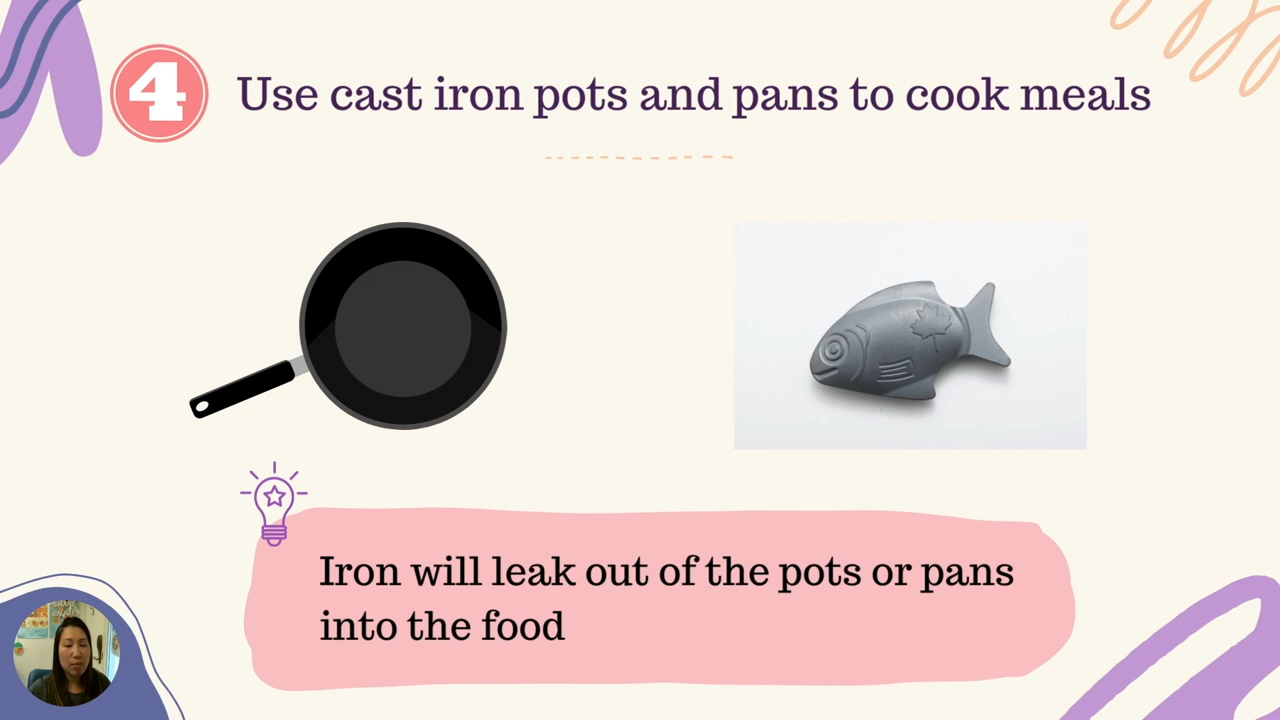 4
Use cast iron pots and pans to cook meals
Iron will leak out of the pots or pans
into the food